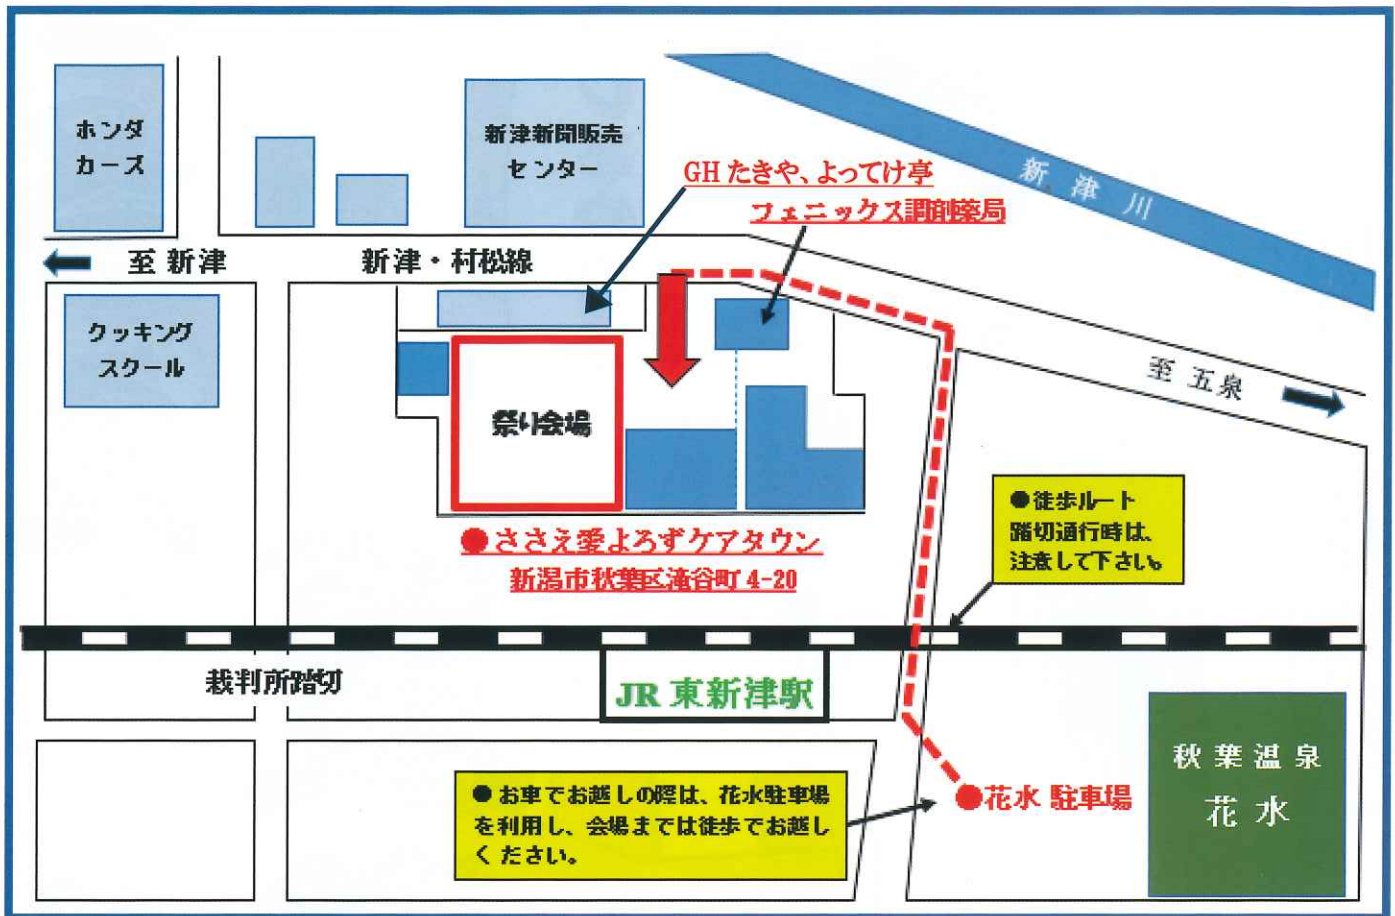 ホンダ
カーズ
新津新聞販売
センター
新津川
GH たきや、よってけ亭
フェニックス調剤薬局
至 新津
新津・村松線
クッキング
スクール
至 五泉
祭り会場
●徒歩ルート
踏切通行時は、
注意して下さい。
●ささえ愛よろずケアタウン
新潟市秋葉区滝谷町 4-20
裁判所踏切
JR 東新津駅
秋葉温泉
花水
●お車でお越しの際は、花水駐車場
を利用し、会場までは徒歩でお越し
ください。
●花水 駐車場